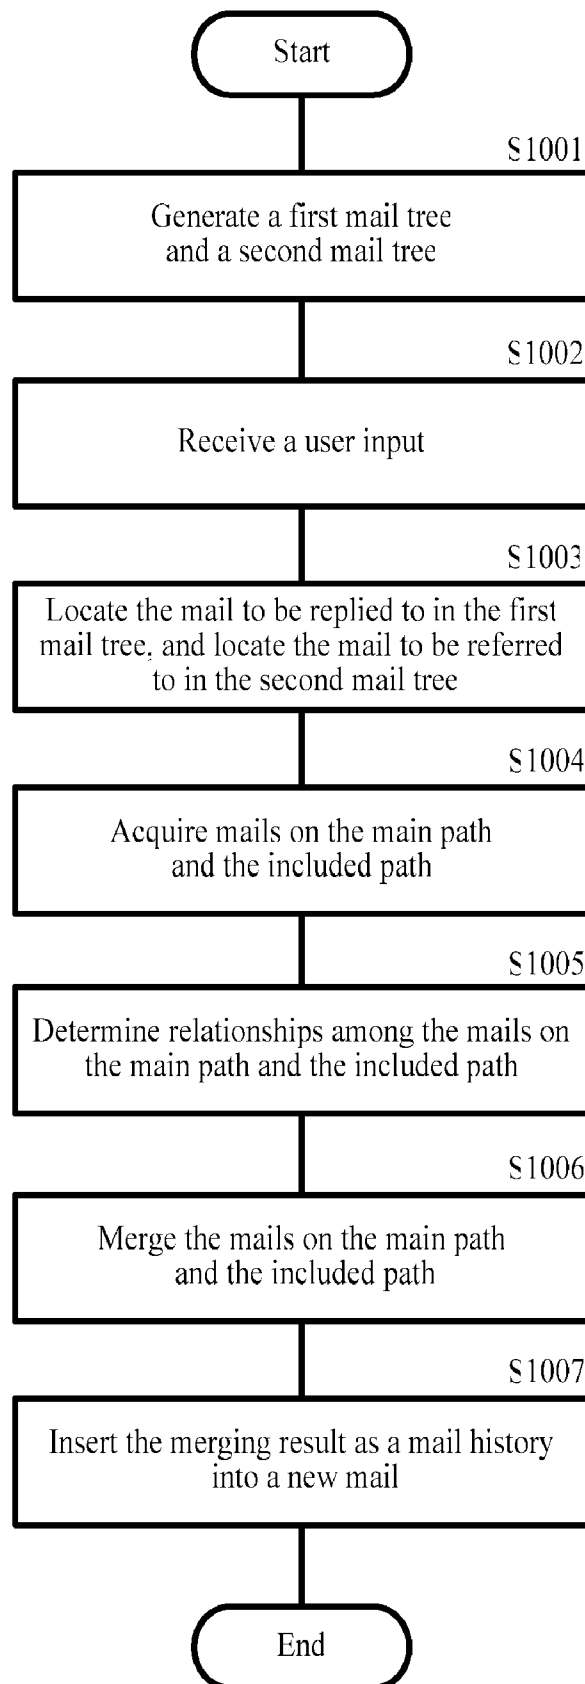 Start
S1001
Generate a first mail tree
and a second mail tree
S1002
Receive a user input
S1003
Locate the mail to be replied to in the first
mail tree, and locate the mail to be referred
to in the second mail tree
S1004
Acquire mails on the main path
and the included path
S1005
Determine relationships among the mails on
the main path and the included path
S1006
Merge the mails on the main path
and the included path
S1007
Insert the merging result as a mail history
into a new mail
End